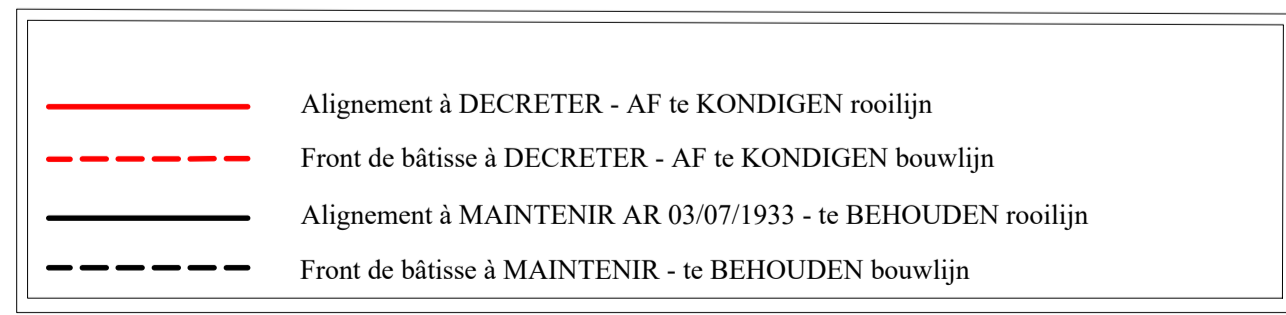 Alignement à DECRETER - AF te KONDIGEN rooilijn
Front de bâtisse à DECRETER - AF te KONDIGEN bouwlijn
Alignement à MAINTENIR AR 03/07/1933 - te BEHOUDEN rooilijn
Front de bâtisse à MAINTENIR - te BEHOUDEN bouwlijn